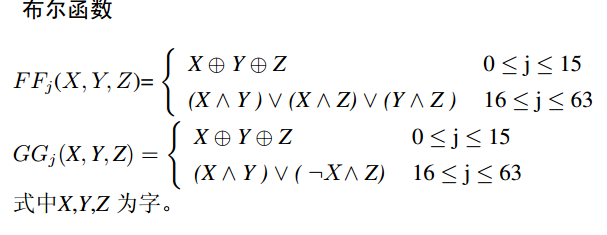 布尔函数
X ⊕ Y ⊕ Z 0 ≤ j ≤ 15
FF_j(X, Y, Z)= {
(X ∧ Y) ∨ (X ∧ Z) ∨ (Y ∧ Z) 16 ≤ j ≤ 63
X ⊕ Y ⊕ Z 0 ≤ j ≤ 15
GG_j(X, Y, Z) = {
(X ∧ Y) ∨ (¬X ∧ Z) 16 ≤ j ≤ 63
式中X,Y,Z 为字。